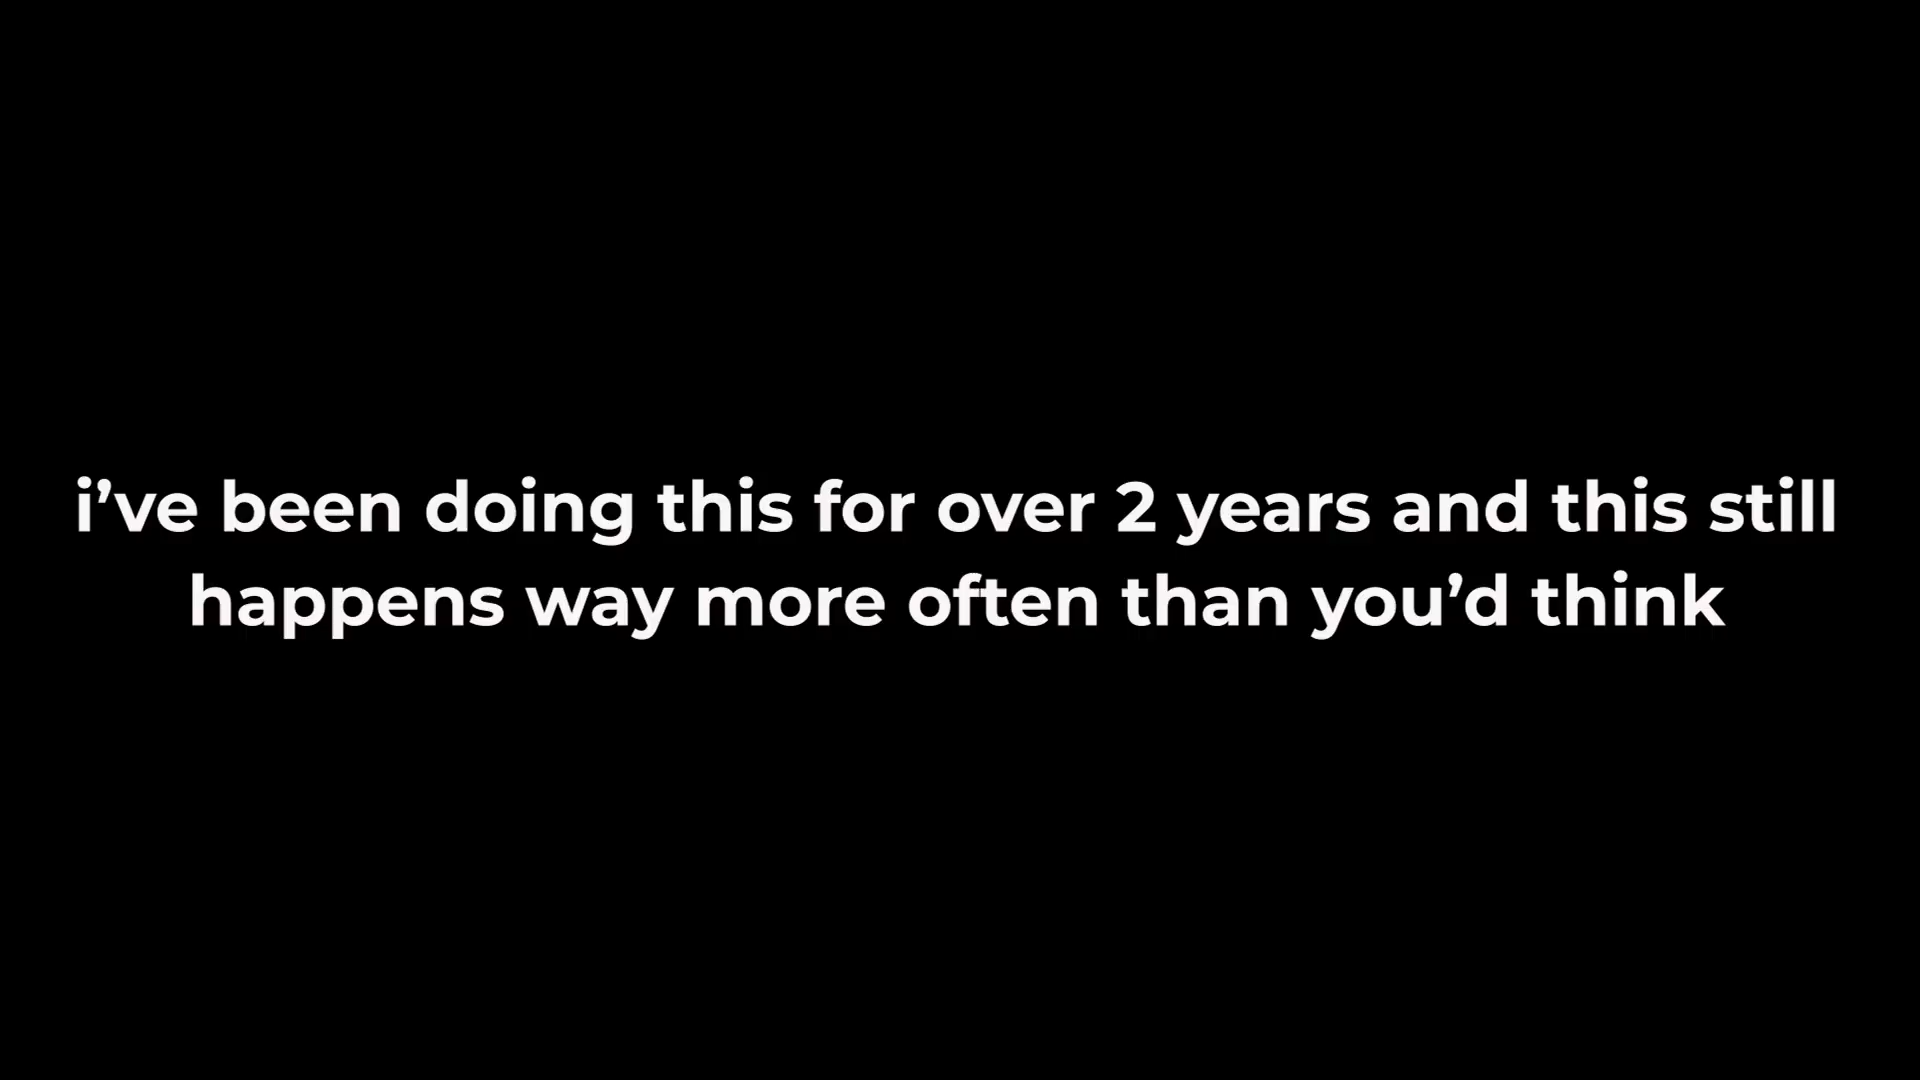 i’ve been doing this for over 2 years and this still
happens way more often than you’d think